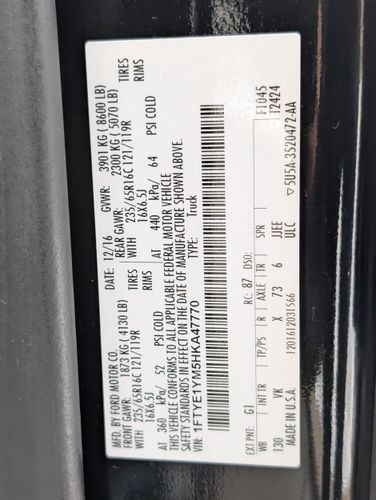 MFD. BY FORD MOTOR CO.
DATE: 12/16 GVWR: 3901 KG ( 8600 LB)
FRONT GAWR: 1873 KG ( 4130 LB) REAR GAWR: 2300 KG ( 5070 LB)
WITH 235/65R16C 121/119R TIRES WITH 235/65R16C 121/119R TIRES
16X6.5J RIMS 16X6.5J RIMS
AT 360 kPa/ 52 PSI COLD AT 440 kPa/ 64 PSI COLD
THIS VEHICLE CONFORMS TO ALL APPLICABLE FEDERAL MOTOR VEHICLE
SAFETY STANDARDS IN EFFECT ON THE DATE OF MANUFACTURE SHOWN ABOVE.
VIN: 1FTYE1YM5HKA47770
TYPE: Truck
F1045
T2424
EXT PNT: G1 RC: 87 DSO:
WB INT TR TP/PS R AXLE TR SPR
130 VK X 73 6 JJEE
MADE IN U.S.A. ULC
1201612031566 ▽5U5A-3520472-AA